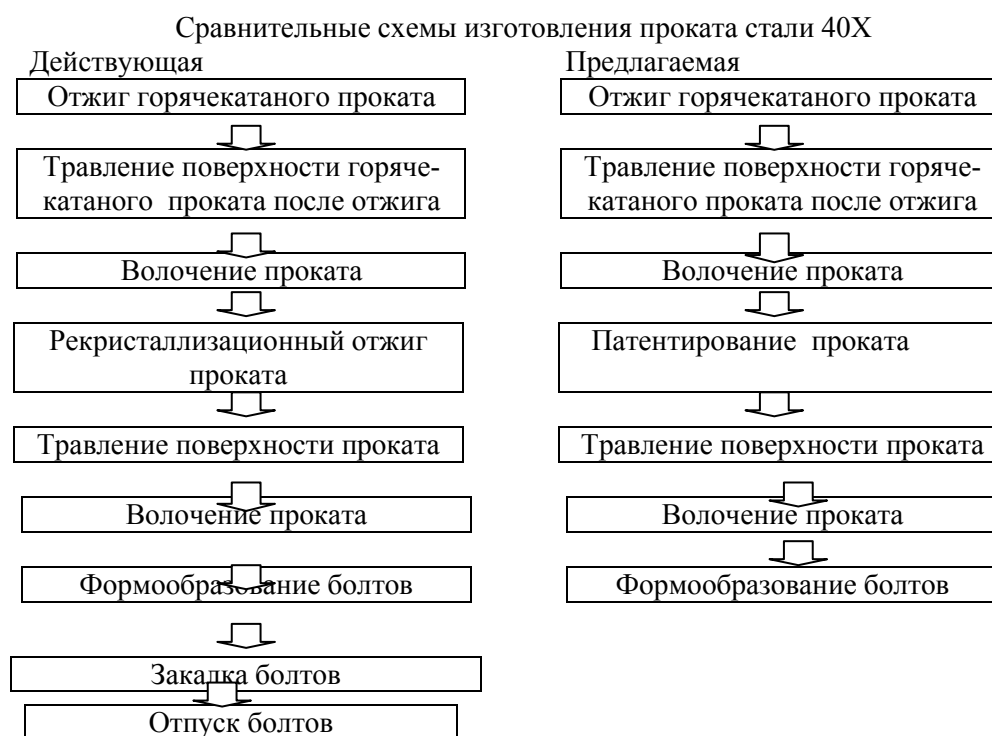 Сравнительные схемы изготовления проката стали 40Х
Действующая
Отжиг горячекатаного проката
Травление поверхности горяче-
катаного проката после отжига
Волочение проката
Рекристаллизационный отжиг
проката
Травление поверхности проката
Волочение проката
Формообразование болтов
Закалка болтов
Отпуск болтов
Предлагаемая
Отжиг горячекатаного проката
Травление поверхности горяче-
катаного проката после отжига
Волочение проката
Патентирование проката
Травление поверхности проката
Волочение проката
Формообразование болтов